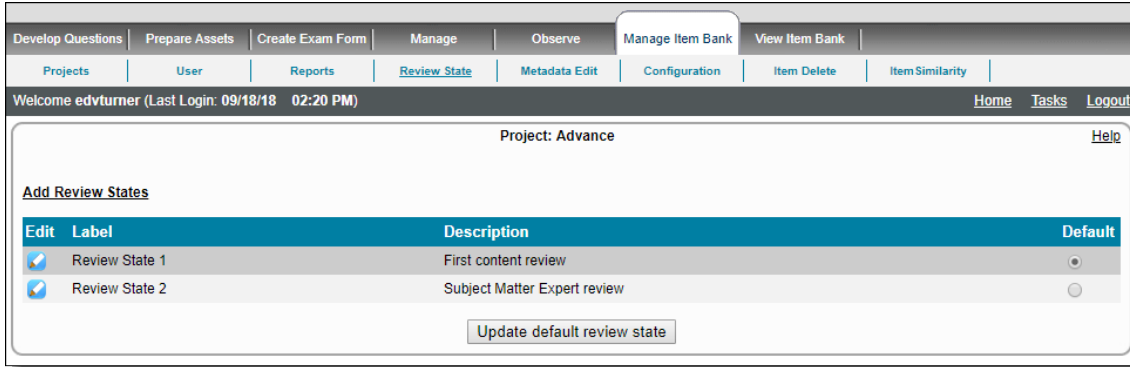 Develop Questions Prepare Assets Create Exam Form Manage Observe Manage Item Bank View Item Bank
Projects User Reports Review State Metadata Edit Configuration Item Delete Item Similarity
Welcome edvturner (Last Login: 09/18/18 02:20 PM) Home Tasks Logout
Project: Advance Help
Add Review States
Edit Label Description Default
Review State 1 First content review
Review State 2 Subject Matter Expert review
Update default review state